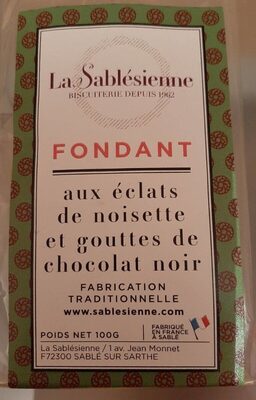 La Sablésienne
BISCUITERIE DEPUIS 1962
FONDANT
aux éclats
de noisette
et gouttes de
chocolat noir
FABRICATION
TRADITIONNELLE
www.sablesienne.com
POIDS NET 100G
FABRIQUÉ
EN FRANCE
À SABLÉ
La Sablésienne / 1 av. Jean Monnet
F72300 SABLÉ SUR SARTHE